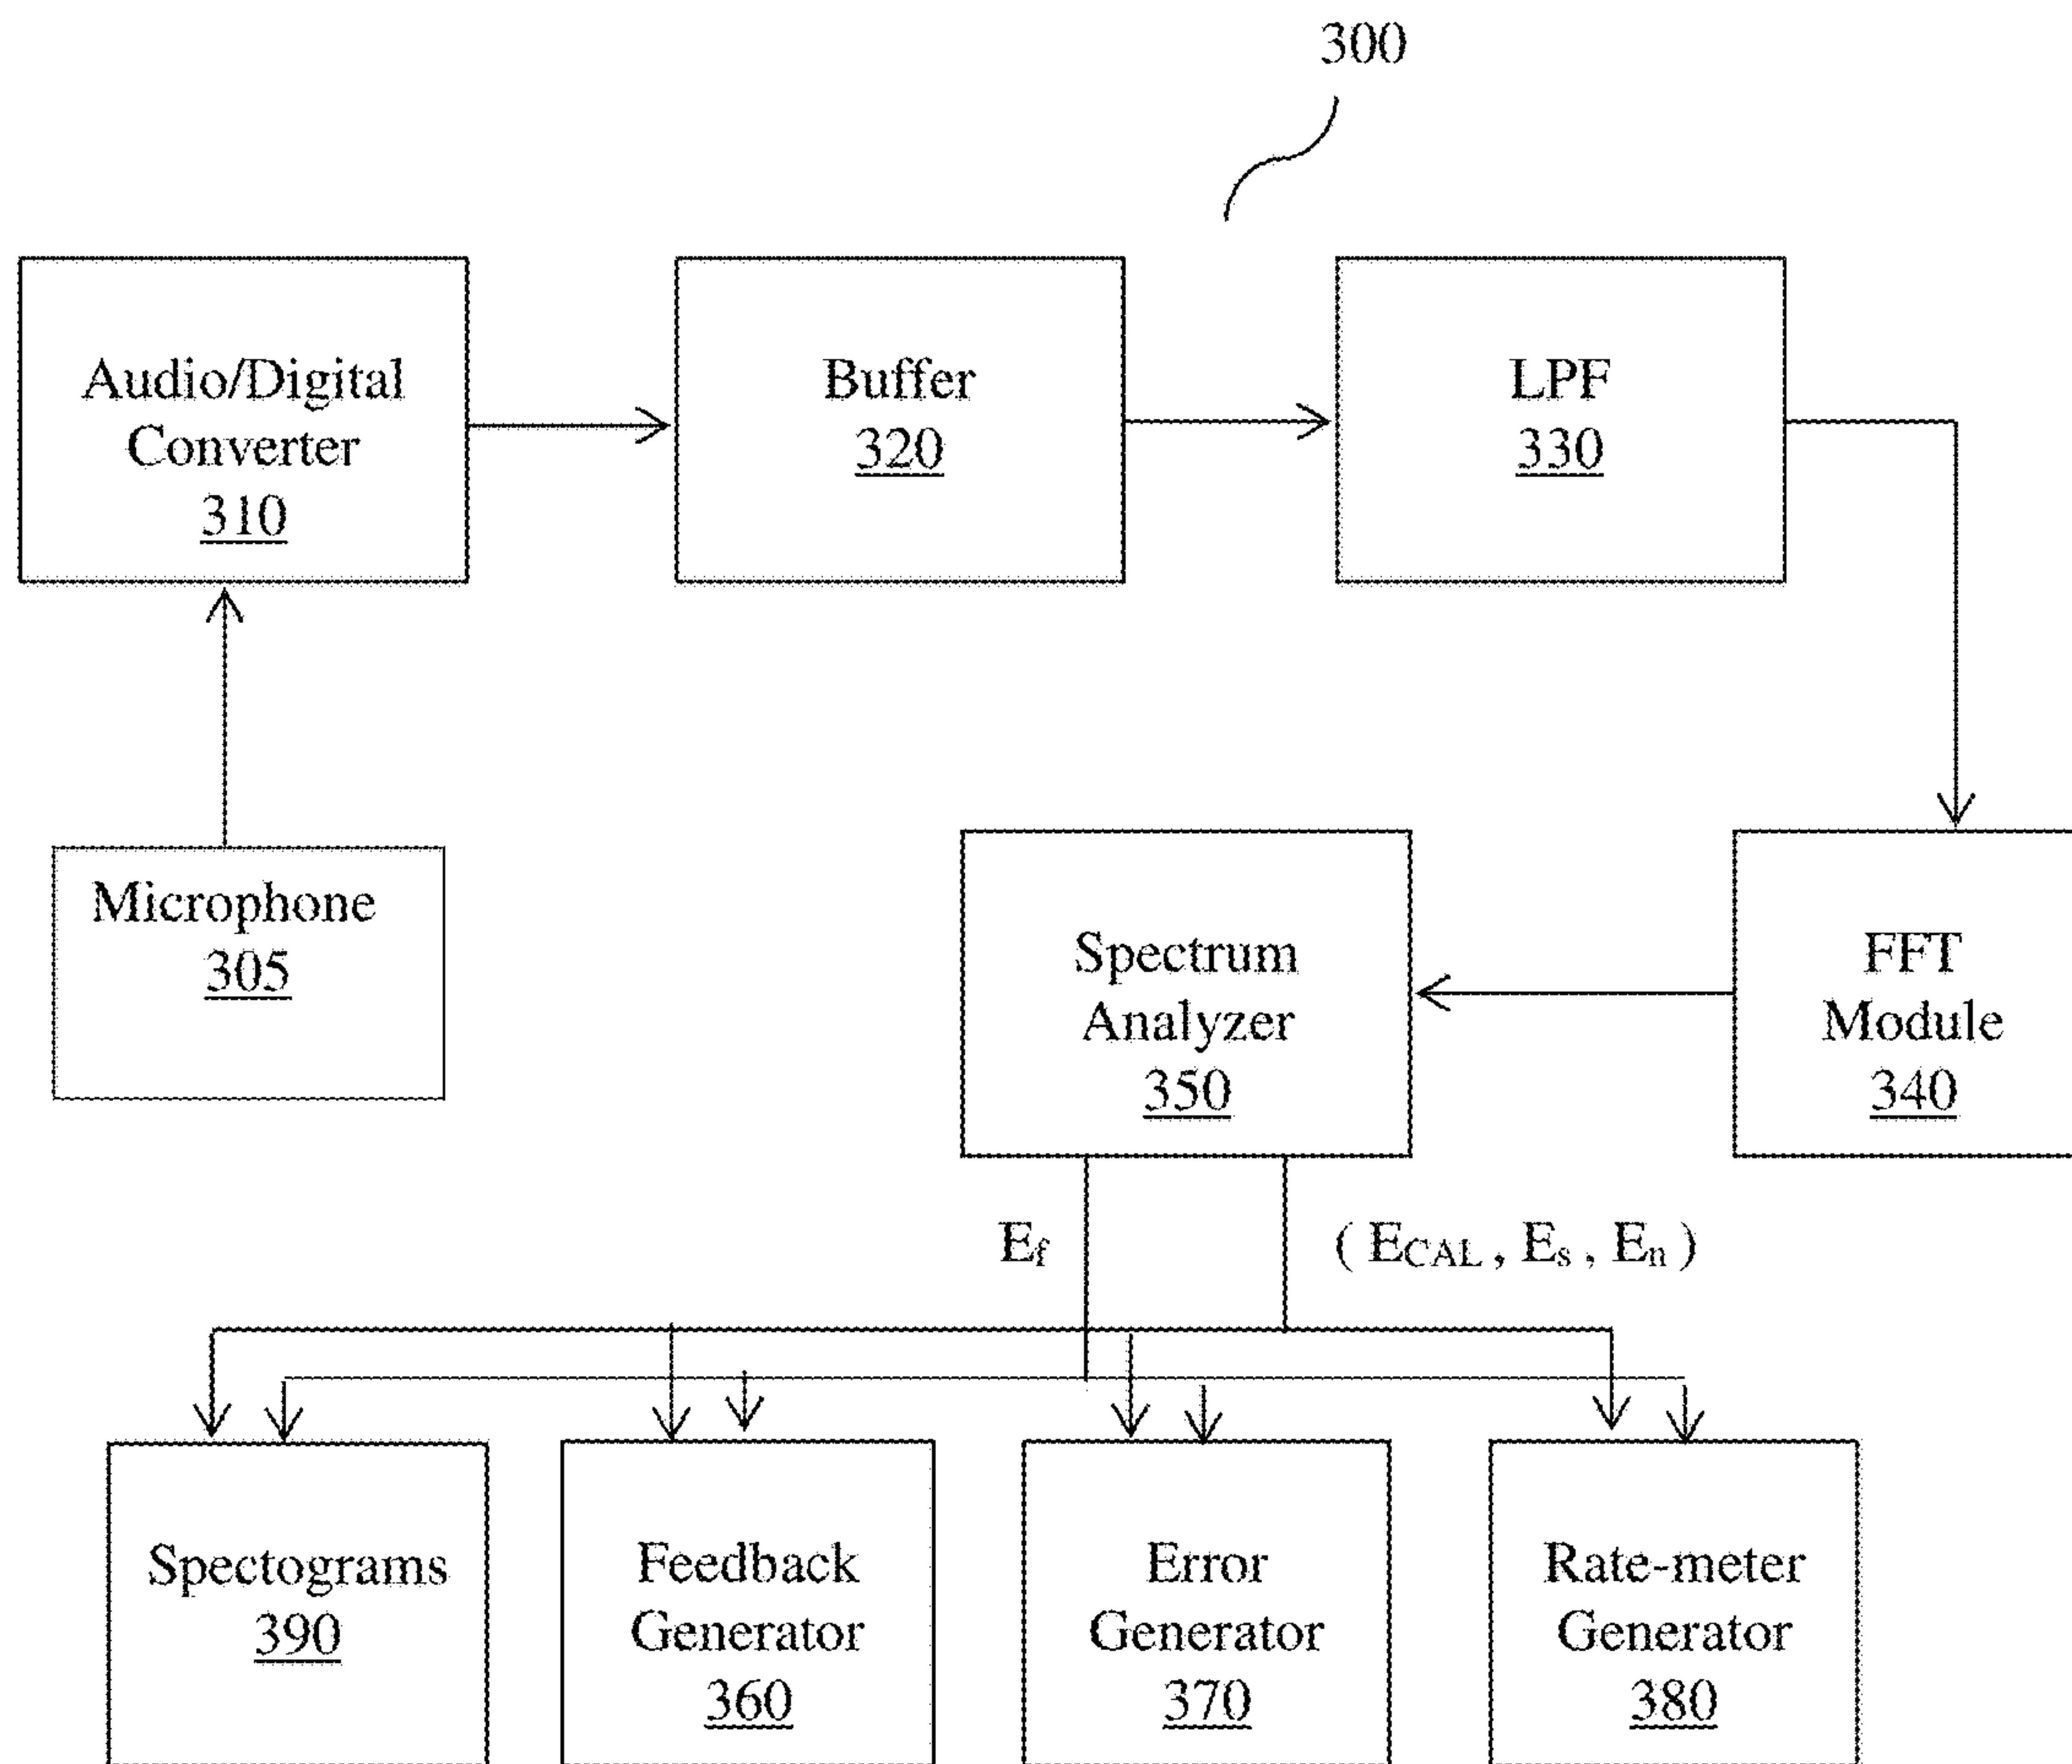 300
Audio/Digital
Converter
310
Buffer
320
LPF
330
Microphone
305
Spectrum
Analyzer
350
FFT
Module
340
Ef
( ECAL , Es , En )
Spectograms
390
Feedback
Generator
360
Error
Generator
370
Rate-meter
Generator
380